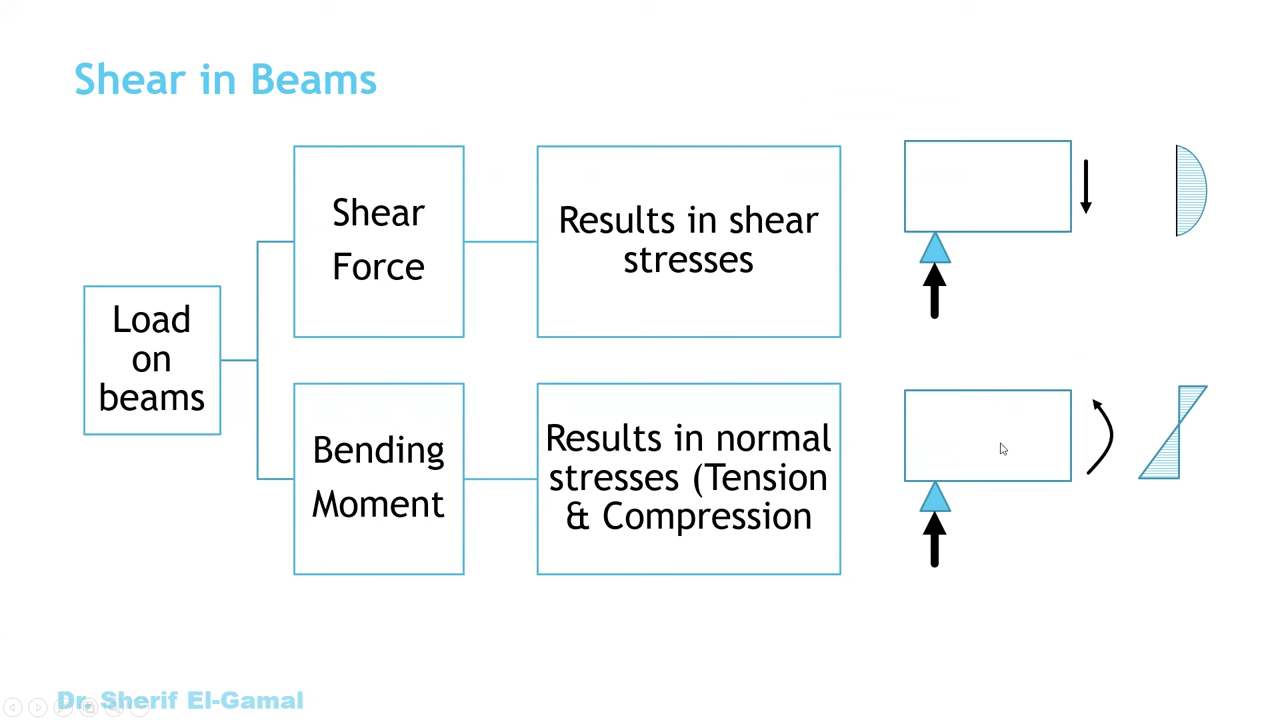 Shear in Beams
Load
on
beams
Shear
Force
Results in shear
stresses
Bending
Moment
Results in normal
stresses (Tension
& Compression
Dr. Sherif El-Gamal